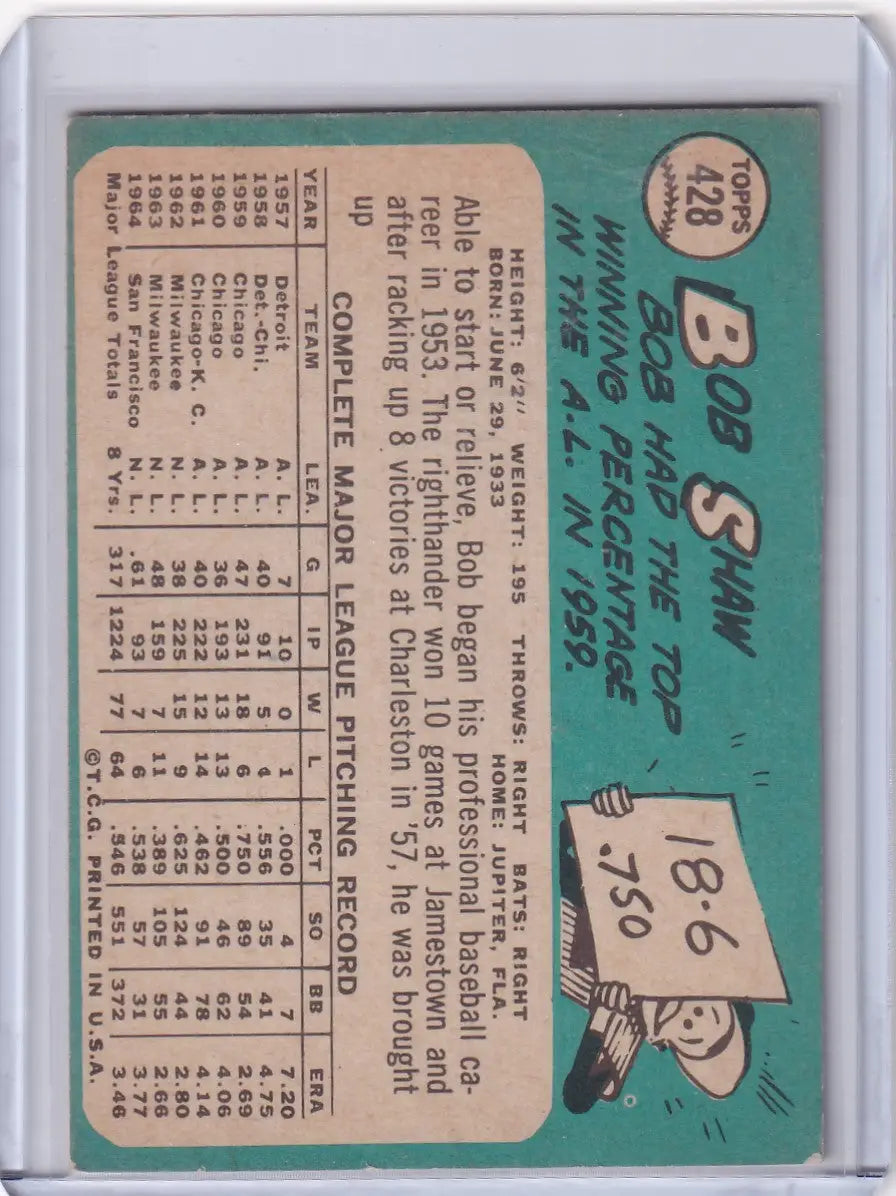 TOPPS
428
BOB SHAW
BOB HAD THE TOP
WINNING PERCENTAGE
IN THE A.L. IN 1959.
18-6
.750
HEIGHT: 6'2" WEIGHT: 195 THROWS: RIGHT BATS: RIGHT
BORN: JUNE 29, 1933 HOME: JUPITER, FLA.
Able to start or relieve, Bob began his professional baseball ca-
reer in 1953. The righthander won 10 games at Jamestown and
after racking up 8 victories at Charleston in '57, he was brought
up
COMPLETE MAJOR LEAGUE PITCHING RECORD
YEAR TEAM LEA G IP W L PCT SO BB ERA
1957 Detroit A. L. 7 10 0 1 .000 4 7 7.20
1958 Det.-Chi. A. L. 40 91 5 4 .556 35 41 4.75
1959 Chicago A. L. 47 231 18 6 .750 89 54 2.69
1960 Chicago A. L. 36 193 13 13 .500 46 62 4.06
1961 Chicago-K. C. A. L. 40 222 12 14 .462 91 78 4.14
1962 Milwaukee N. L. 38 225 15 9 .625 124 44 2.80
1963 Milwaukee N. L. 48 159 7 11 .389 105 55 2.66
1964 San Francisco N. L. .61 93 7 6 .538 57 31 3.77
Major League Totals 8 Yrs. 317 1224 77 64 .546 551 372 3.46
©T.C.G. PRINTED IN U.S.A.